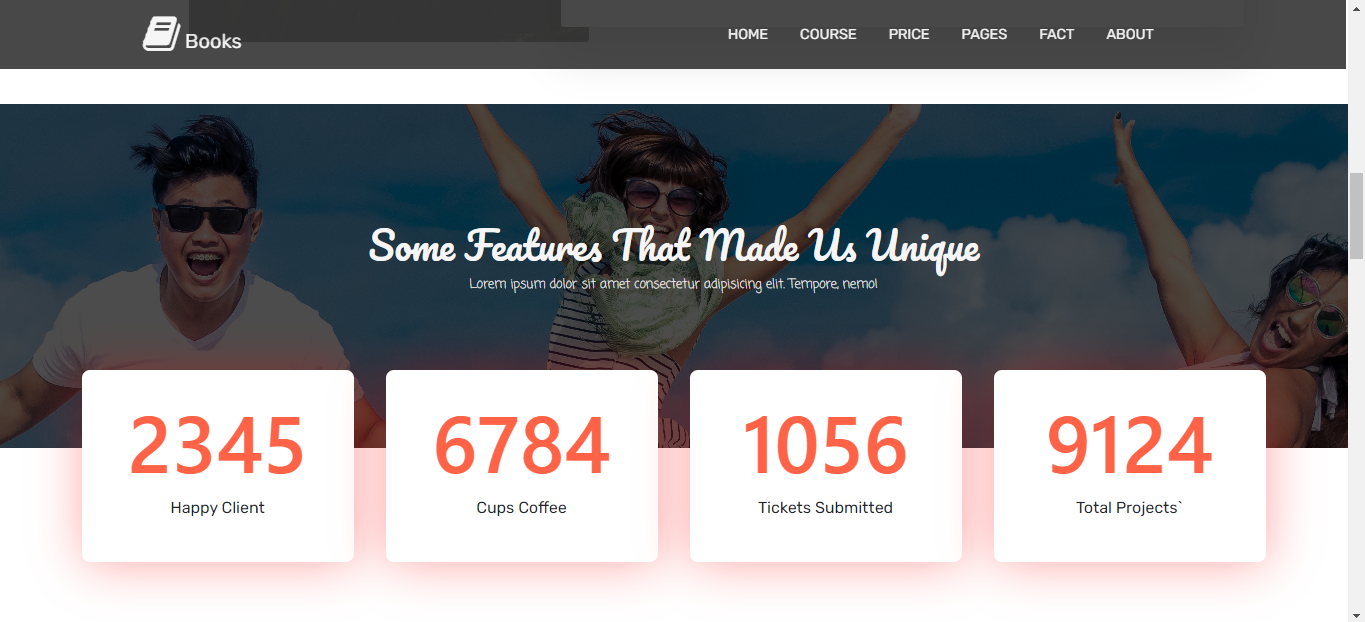 Books
HOME COURSE PRICE PAGES FACT ABOUT
Some Features That Made Us Unique
Lorem ipsum dolor sit amet consectetur adipisicing elit. Tempore, nemo!
2345
Happy Client
6784
Cups Coffee
1056
Tickets Submitted
9124
Total Projects`